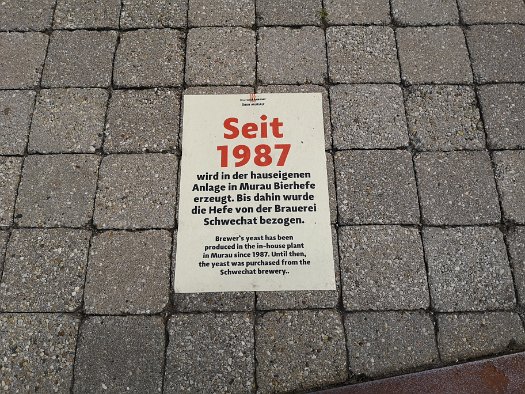 Seit
1987
wird in der hauseigenen
Anlage in Murau Bierhefe
erzeugt. Bis dahin wurde
die Hefe von der Brauerei
Schwechat bezogen.
Brewer's yeast has been
produced in the in-house plant
in Murau since 1987. Until then,
the yeast was purchased from the
Schwechat brewery..